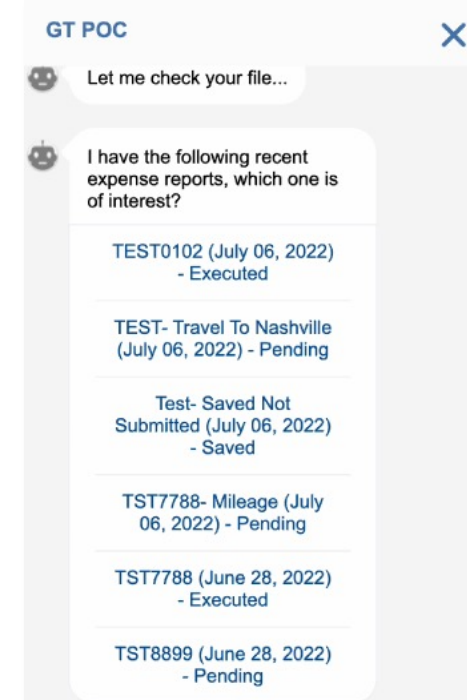 GT POC
Let me check your file...
I have the following recent
expense reports, which one is
of interest?
TEST0102 (July 06, 2022)
- Executed
TEST- Travel To Nashville
(July 06, 2022) - Pending
Test- Saved Not
Submitted (July 06, 2022)
- Saved
TST7788- Mileage (July
06, 2022) - Pending
TST7788 (June 28, 2022)
- Executed
TST8899 (June 28, 2022)
- Pending